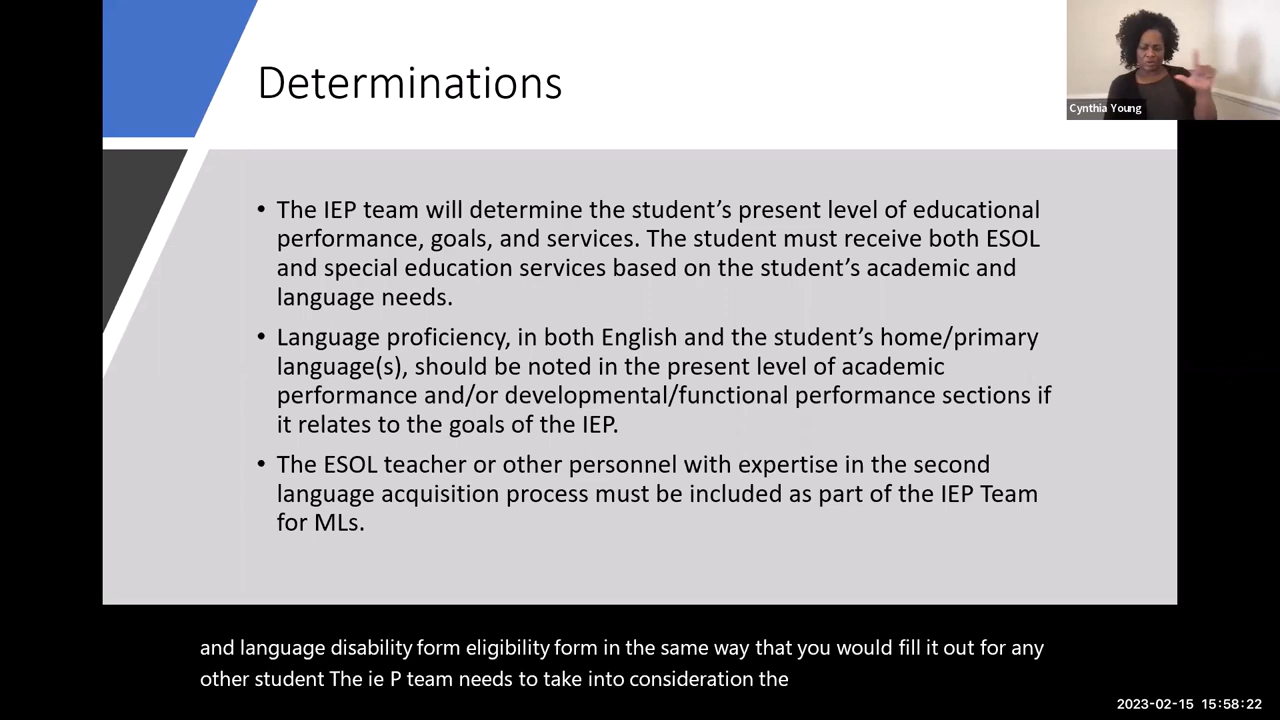 Determinations
Cynthia Young
• The IEP team will determine the student’s present level of educational
performance, goals, and services. The student must receive both ESOL
and special education services based on the student’s academic and
language needs.
• Language proficiency, in both English and the student’s home/primary
language(s), should be noted in the present level of academic
performance and/or developmental/functional performance sections if
it relates to the goals of the IEP.
• The ESOL teacher or other personnel with expertise in the second
language acquisition process must be included as part of the IEP Team
for MLs.
and language disability form eligibility form in the same way that you would fill it out for any
other student The ie P team needs to take into consideration the
2023-02-15 15:58:22